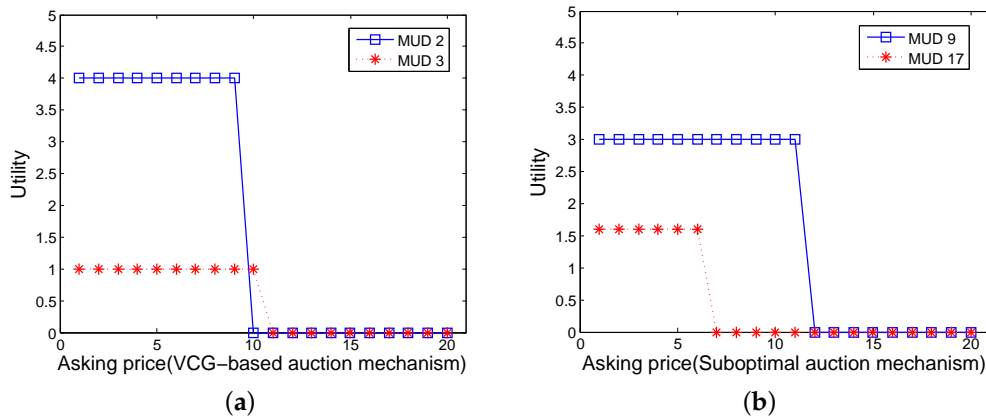 5
4.5
4
3.5
3
2.5
2
1.5
1
0.5
0
Utility
MUD 2
MUD 3
0 5 10 15 20
Asking price(VCG-based auction mechanism)
(a)
5
4.5
4
3.5
3
2.5
2
1.5
1
0.5
0
Utility
MUD 9
MUD 17
0 5 10 15 20
Asking price(Suboptimal auction mechanism)
(b)